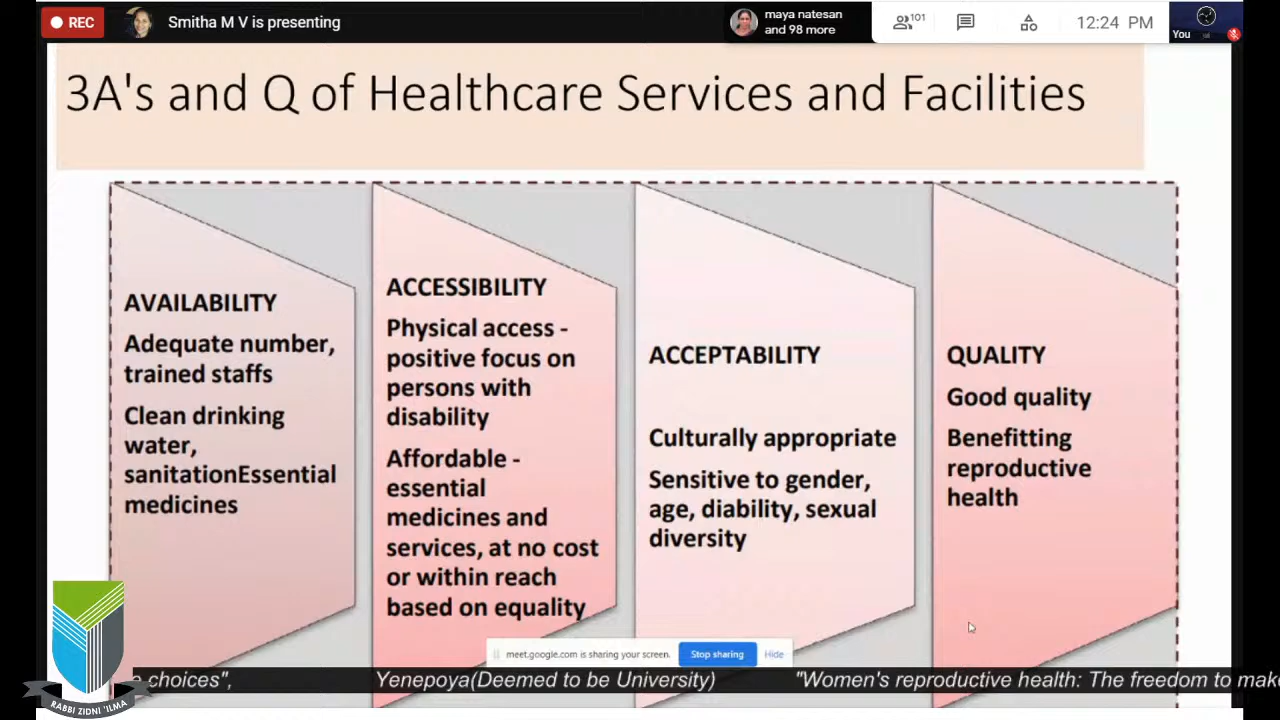 REC
Smitha M V is presenting
maya natesan
and 98 more
101
12:24 PM
You
3A's and Q of Healthcare Services and Facilities
AVAILABILITY
Adequate number,
trained staffs
Clean drinking
water,
sanitationEssential
medicines
ACCESSIBILITY
Physical access -
positive focus on
persons with
disability
Affordable -
essential
medicines and
services, at no cost
or within reach
based on equality
ACCEPTABILITY
Culturally appropriate
Sensitive to gender,
age, diability, sexual
diversity
QUALITY
Good quality
Benefitting
reproductive
health
meet.google.com is sharing your screen.
Stop sharing
Hide
choices", Yenepoya(Deemed to be University) "Women's reproductive health: The freedom to make
RABBI ZIDNI 'ILMA